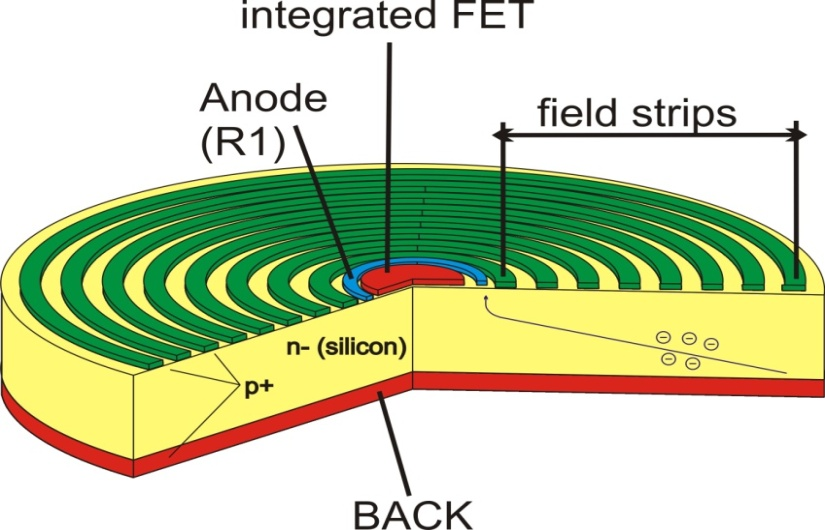 integrated FET
Anode
(R1)
field strips
n- (silicon)
p+
BACK